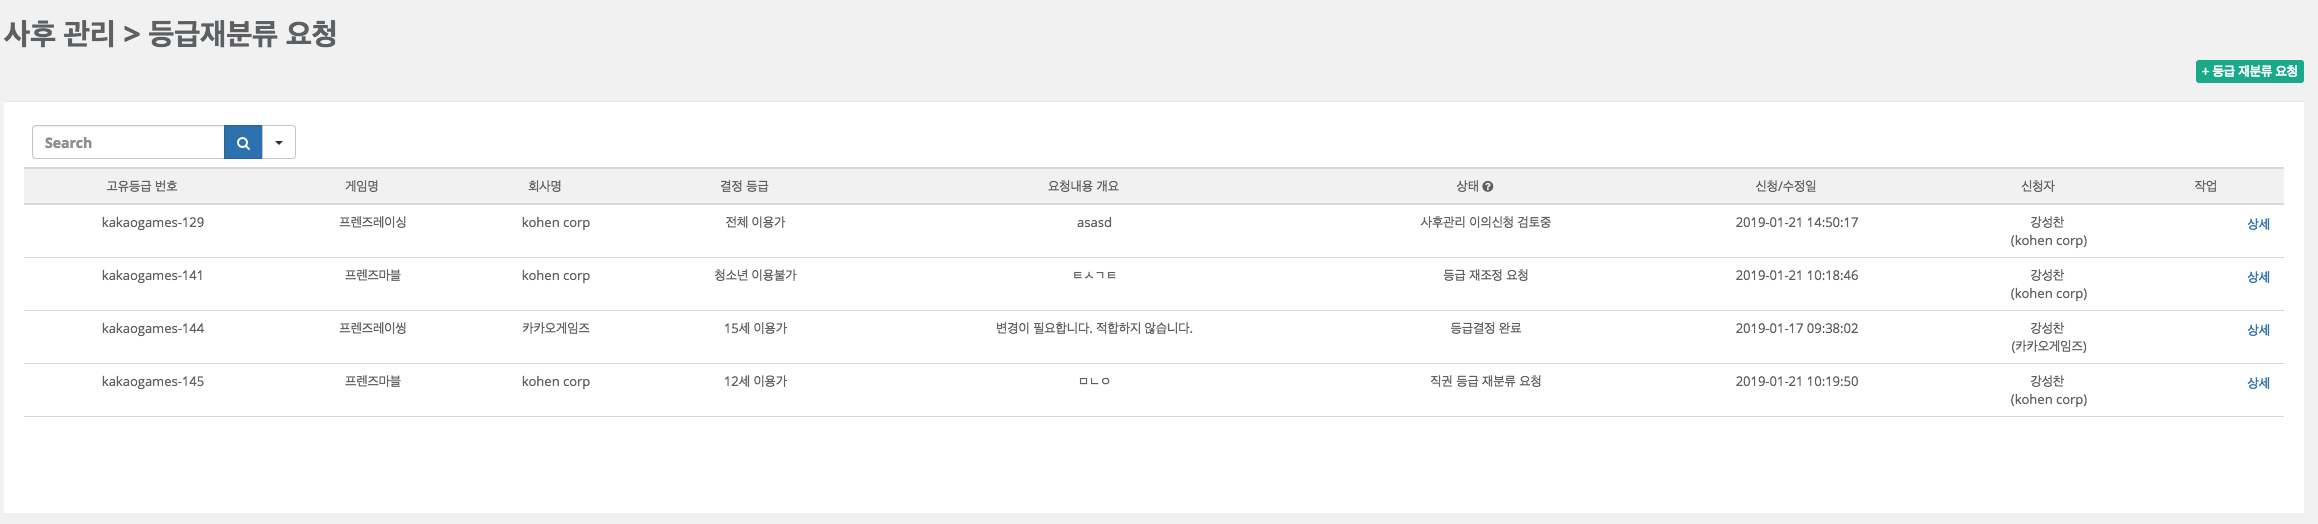 사후 관리 > 등급재분류 요청
+ 등급 재분류 요청
Search
고유등급 번호 게임명 회사명 결정 등급 요청내용 개요 상태 신청/수정일 신청자 작업
kakaogames-129 프렌즈레이싱 kohen corp 전체 이용가 asasd 사후관리 이의신청 검토중 2019-01-21 14:50:17 강성찬 상세
(kohen corp)
kakaogames-141 프렌즈마블 kohen corp 청소년 이용불가 ㅌㅅㄱㅌ 등급 재조정 요청 2019-01-21 10:18:46 강성찬 상세
(kohen corp)
kakaogames-144 프렌즈레이씽 카카오게임즈 15세 이용가 변경이 필요합니다. 적합하지 않습니다. 등급결정 완료 2019-01-17 09:38:02 강성찬 상세
(카카오게임즈)
kakaogames-145 프렌즈마블 kohen corp 12세 이용가 ㅁㄴㅇ 직권 등급 재분류 요청 2019-01-21 10:19:50 강성찬 상세
(kohen corp)